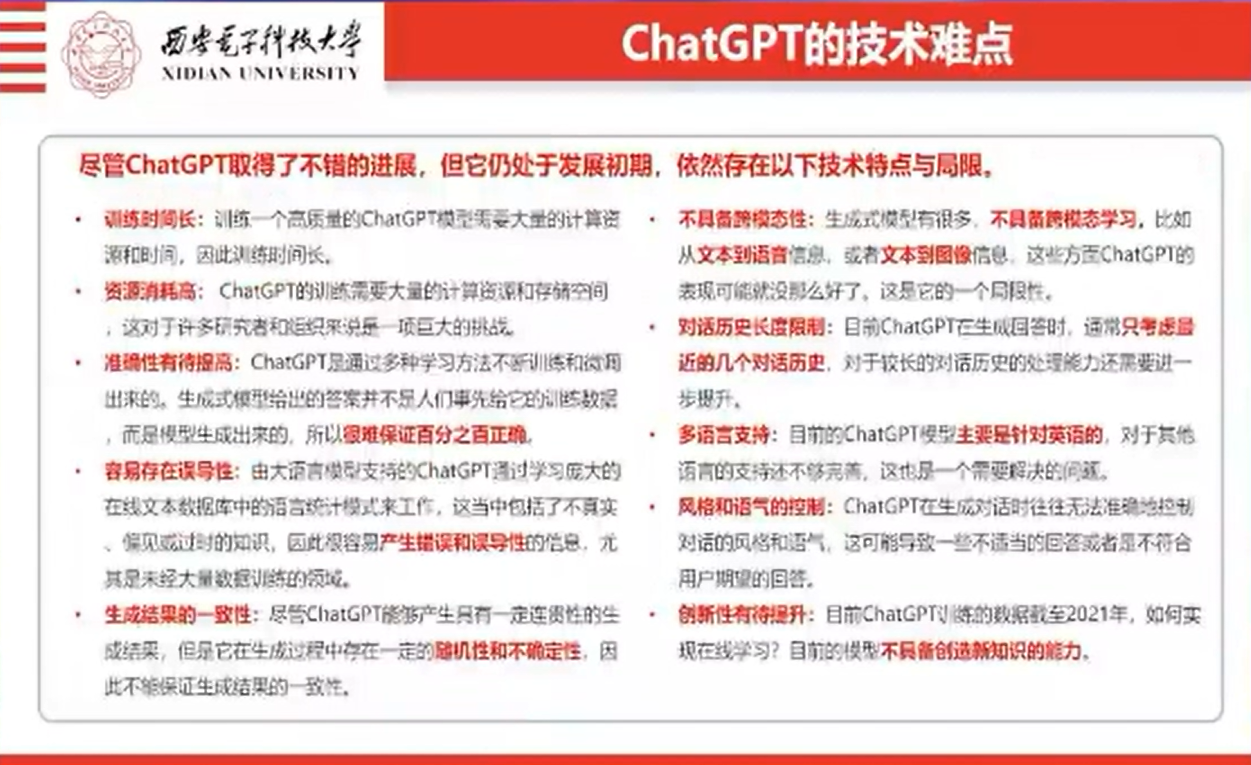 西安电子科技大学
XIDIAN UNIVERSITY
ChatGPT的技术难点
尽管ChatGPT取得了不错的进展，但它仍处于发展初期，依然存在以下技术特点与局限。
• 训练时间长：训练一个高质量的ChatGPT模型需要大量的计算资
源和时间，因此训练时间长。
• 资源消耗高： ChatGPT的训练需要大量的计算资源和存储空间
，这对于许多研究者和组织来说是一项巨大的挑战。
• 准确性有待提高：ChatGPT是通过多种学习方法不断训练和微调
出来的。生成式模型给出的答案并不是人们事先给它的训练数据
，而是模型生成出来的，所以很难保证百分之百正确。
• 容易存在误导性：由大语言模型支持的ChatGPT通过学习庞大的
在线文本数据库中的语言统计模式来工作，这当中包括了不真实
、偏见或过时的知识，因此很容易产生错误和误导性的信息，尤
其是未经大量数据训练的领域。
• 生成结果的一致性：尽管ChatGPT能够产生具有一定连贯性的生
成结果，但是它在生成过程中存在一定的随机性和不确定性，因
此不能保证生成结果的一致性。
• 不具备跨模态性：生成式模型有很多，不具备跨模态学习，比如
从文本到语音信息，或者文本到图像信息，这些方面ChatGPT的
表现可能就没那么好了，这是它的一个局限性。
• 对话历史长度限制：目前ChatGPT在生成回答时，通常只考虑最
近的几个对话历史，对于较长的对话历史的处理能力还需要进一
步提升。
• 多语言支持：目前的ChatGPT模型主要是针对英语的，对于其他
语言的支持还不够完善，这也是一个需要解决的问题。
• 风格和语气的控制：ChatGPT在生成对话时往往无法准确地控制
对话的风格和语气，这可能导致一些不适当的回答或者是不符合
用户期望的回答。
• 创新性有待提升：目前ChatGPT训练的数据截至2021年，如何实
现在线学习？目前的模型不具备创造新知识的能力。